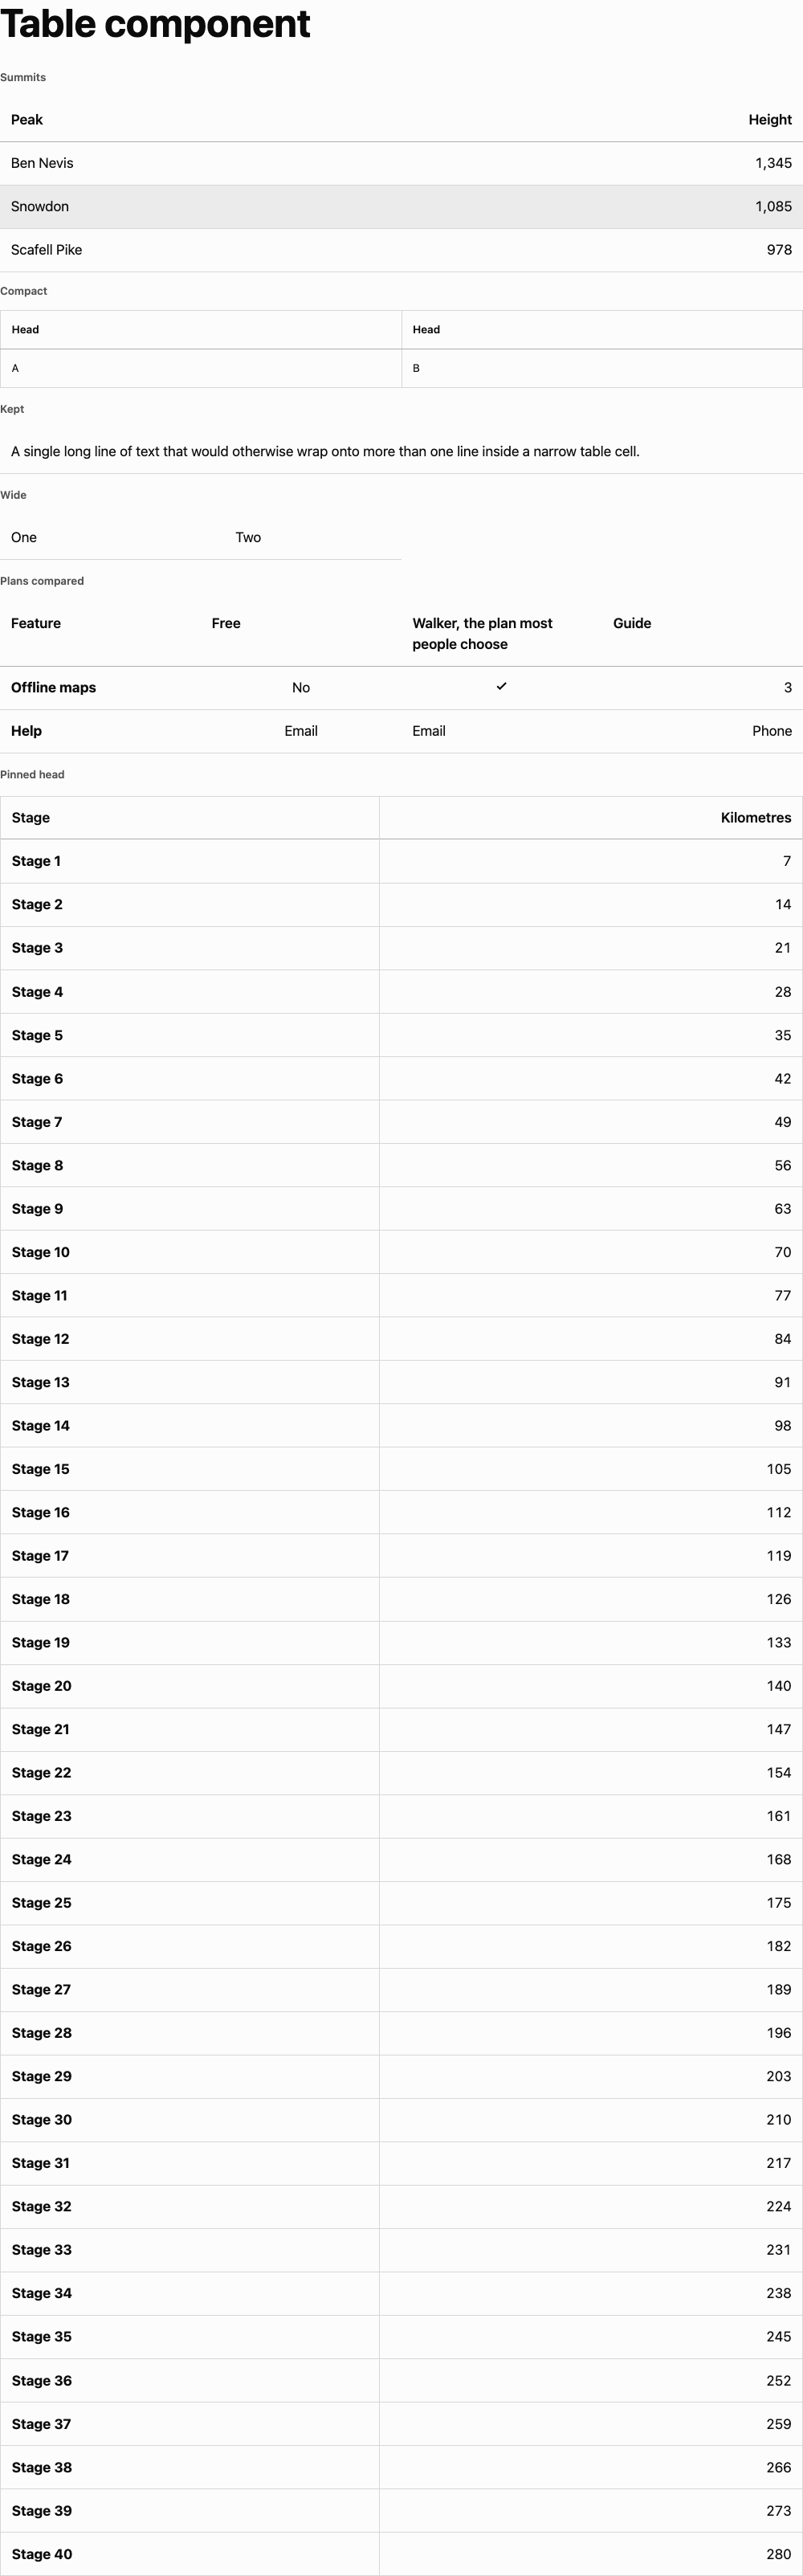 Table component
Summits
Peak Height
Ben Nevis 1,345
Snowdon 1,085
Scafell Pike 978
Compact
Head Head
A B
Kept
A single long line of text that would otherwise wrap onto more than one line inside a narrow table cell.
Wide
One Two
Plans compared
Feature Free Walker, the plan most people choose Guide
Offline maps No ✓ 3
Help Email Email Phone
Pinned head
Stage Kilometres
Stage 1 7
Stage 2 14
Stage 3 21
Stage 4 28
Stage 5 35
Stage 6 42
Stage 7 49
Stage 8 56
Stage 9 63
Stage 10 70
Stage 11 77
Stage 12 84
Stage 13 91
Stage 14 98
Stage 15 105
Stage 16 112
Stage 17 119
Stage 18 126
Stage 19 133
Stage 20 140
Stage 21 147
Stage 22 154
Stage 23 161
Stage 24 168
Stage 25 175
Stage 26 182
Stage 27 189
Stage 28 196
Stage 29 203
Stage 30 210
Stage 31 217
Stage 32 224
Stage 33 231
Stage 34 238
Stage 35 245
Stage 36 252
Stage 37 259
Stage 38 266
Stage 39 273
Stage 40 280